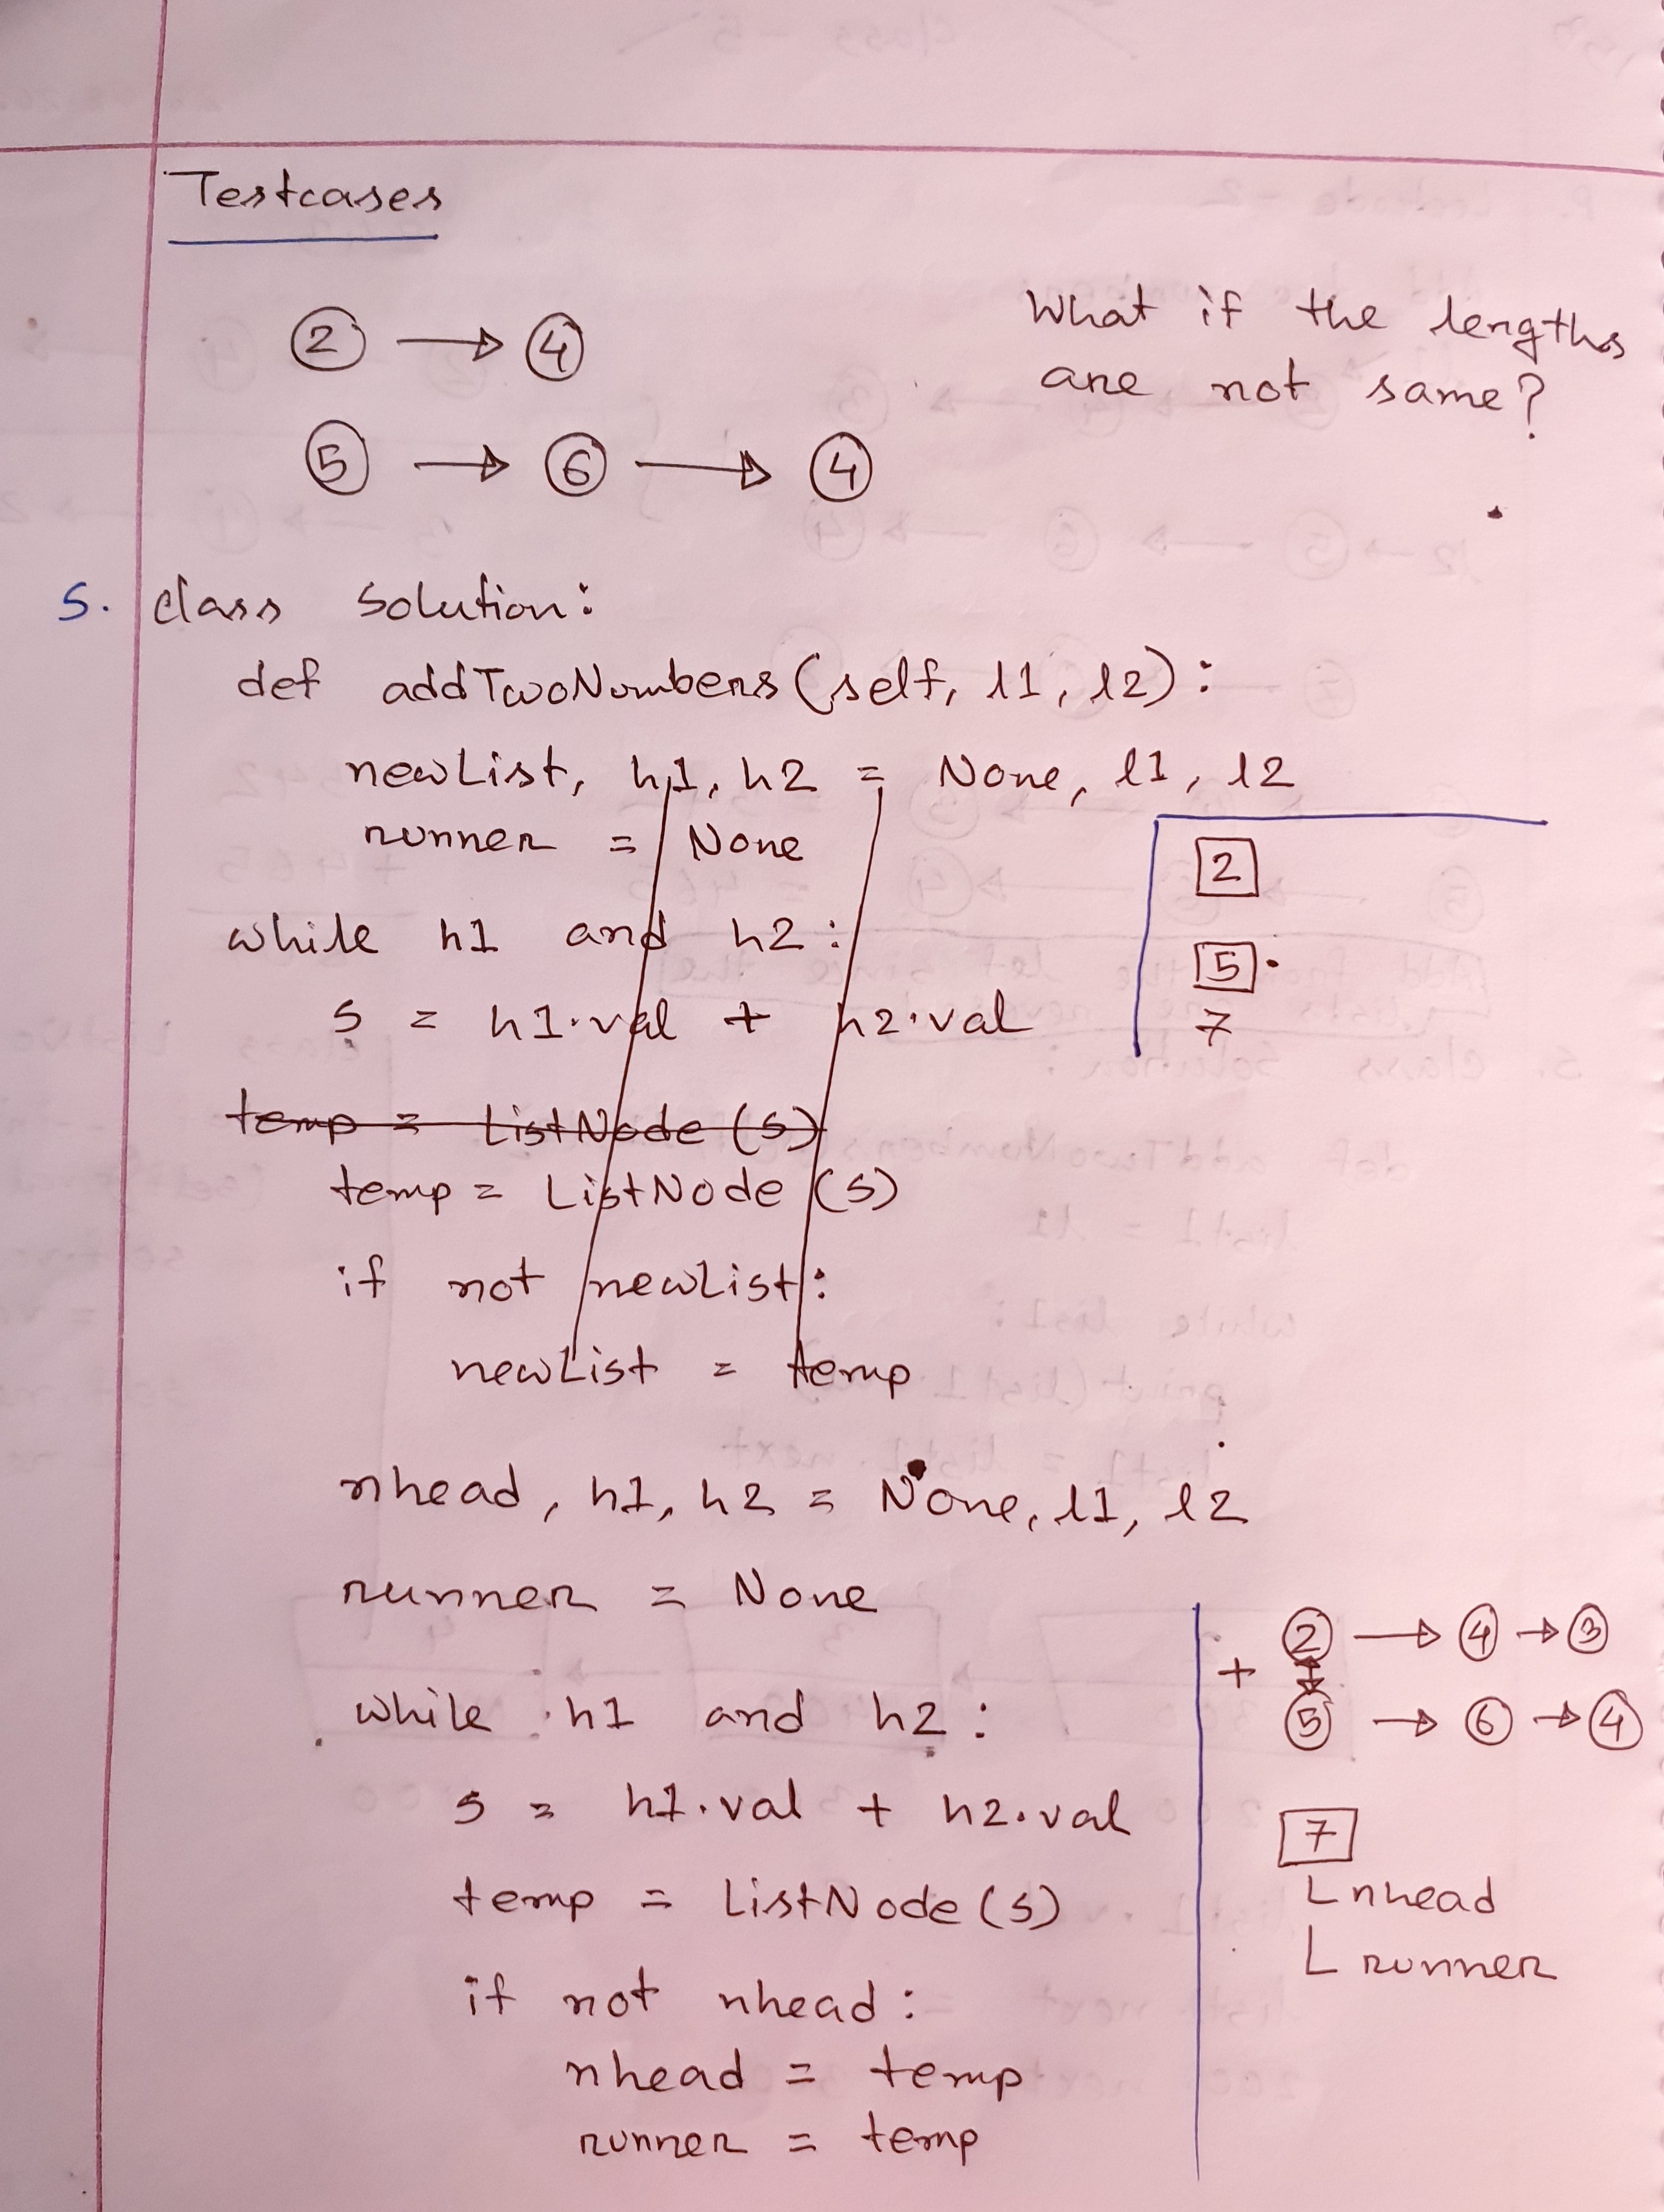 Testcases
2 → 4
What if the lengths
are not same?
5 → 6 → 4
S. class Solution:
def addTwoNumbers (self, l1, l2):
newList, h1, h2 = None, l1, l2
runner = None
2
while h1 and h2:
5
s = h1.val + h2.val
7
temp = ListNode (s)
temp = ListNode (s)
if not newList:
newList = temp
nhead, h1, h2 = None, l1, l2
runner = None
2 → 4 → 3
+
while h1 and h2:
5 → 6 → 4
s = h1.val + h2.val
7
temp = ListNode (s)
nhead
runner
if not nhead:
nhead = temp
runner = temp